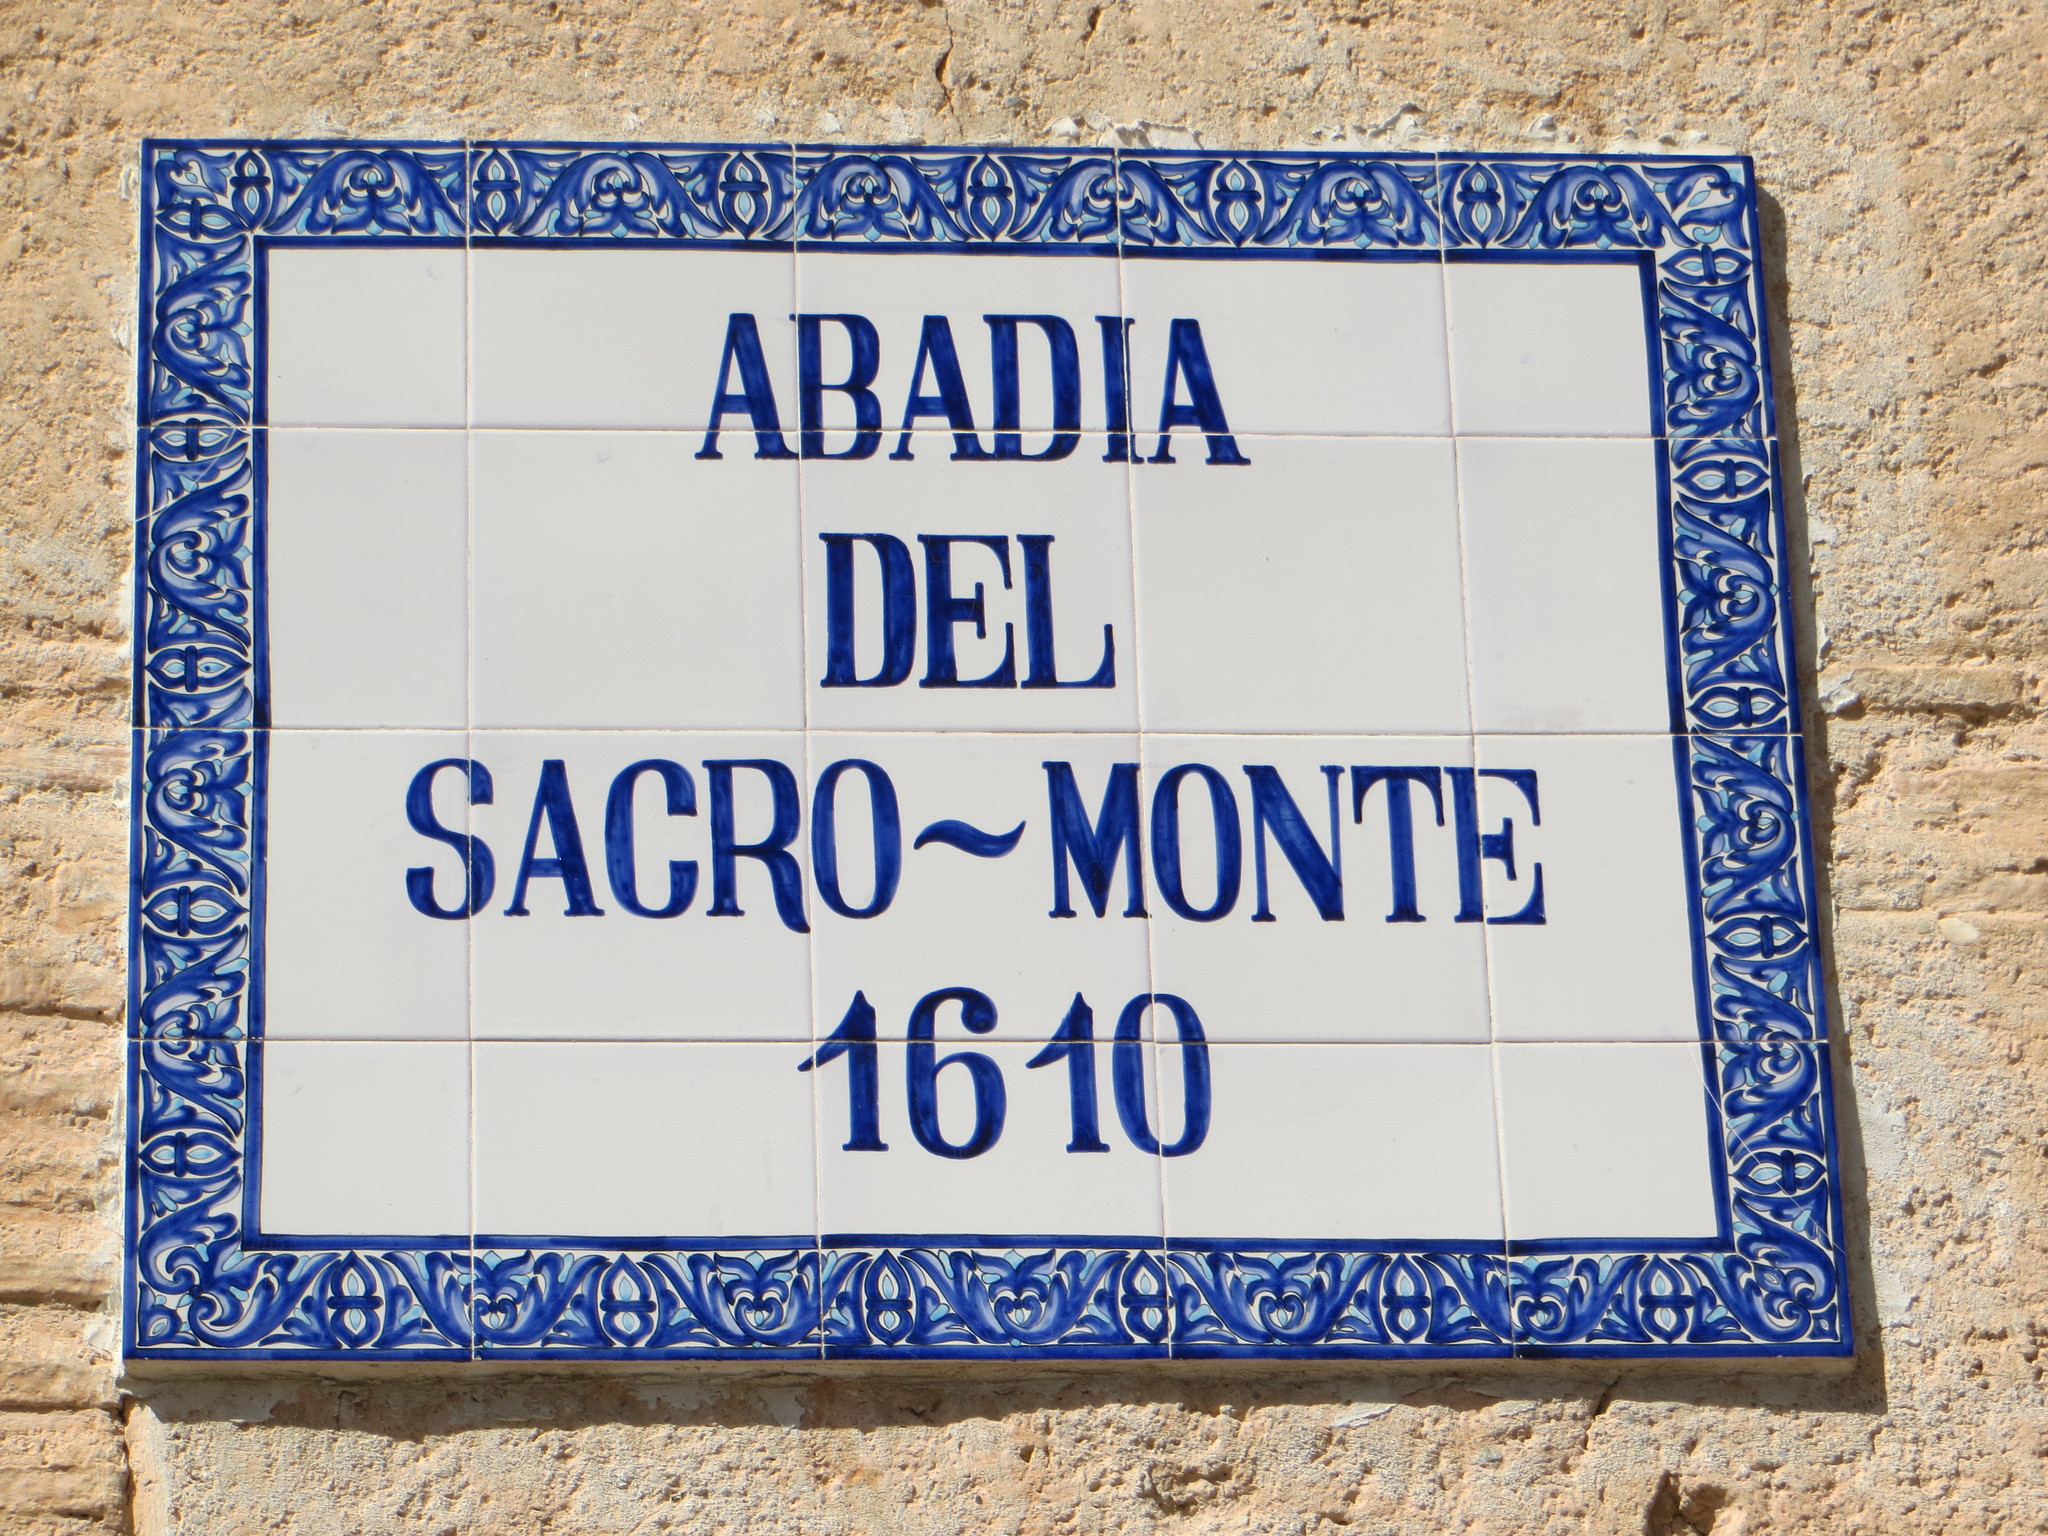 ABADIA
DEL
SACRO~MONTE
1610